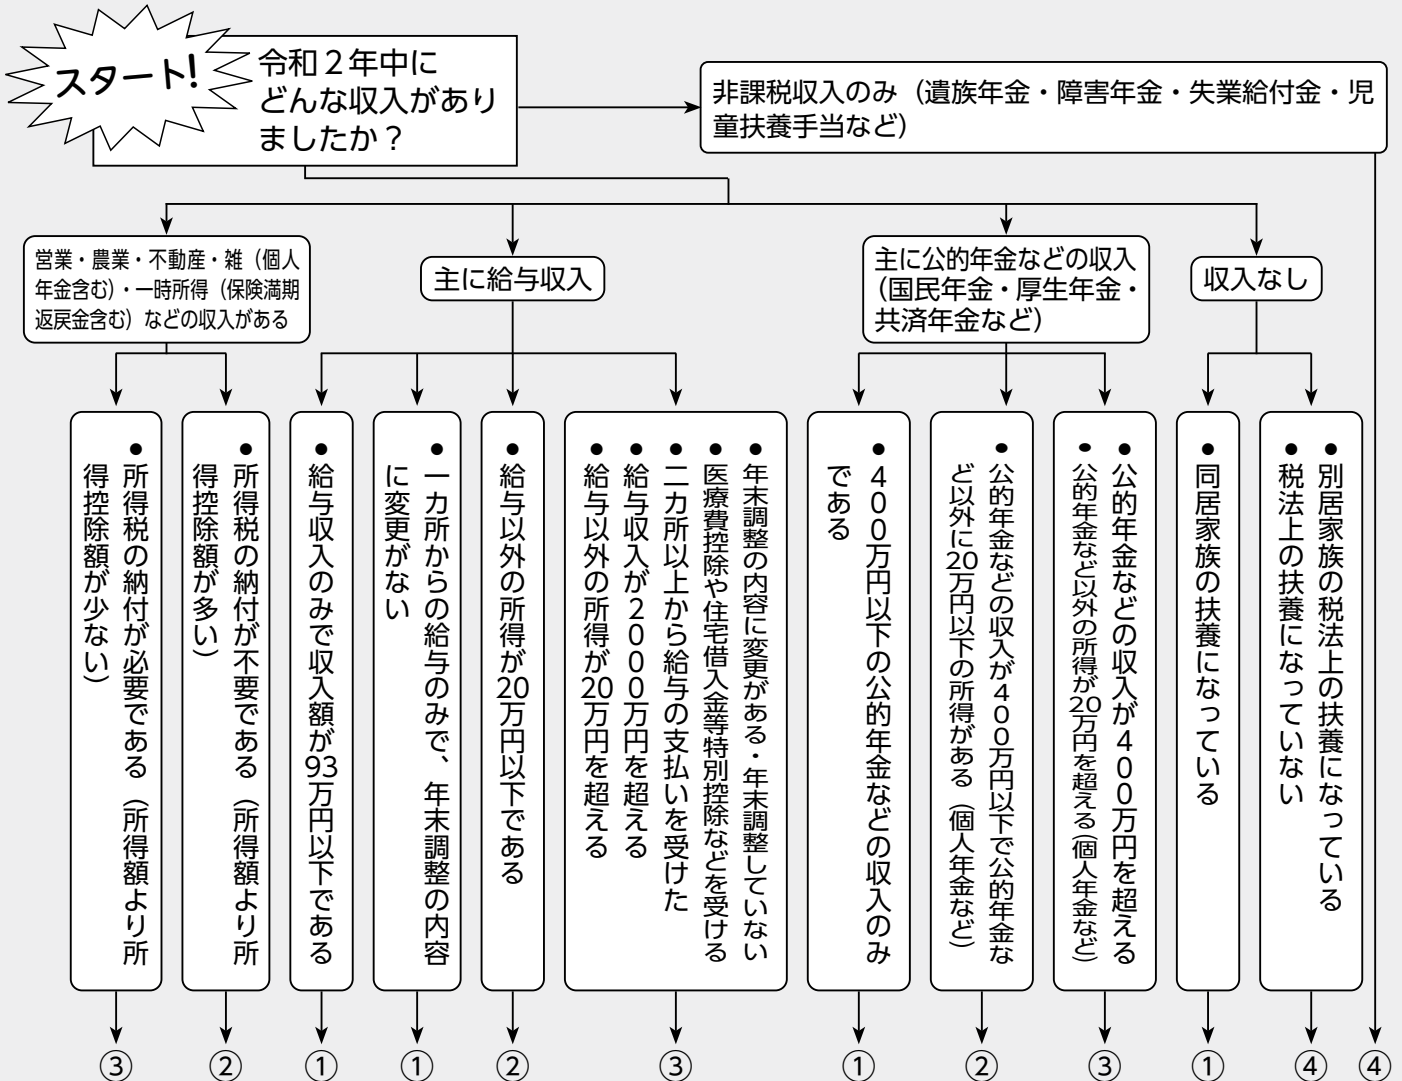 スタート!
令和２年中に
どんな収入があり
ましたか？
非課税収入のみ（遺族年金・障害年金・失業給付金・児
童扶養手当など）
営業・農業・不動産・雑（個人
年金含む）・一時所得（保険満期
返戻金含む）などの収入がある
主に給与収入
主に公的年金などの収入
（国民年金・厚生年金・
共済年金など）
収入なし
●所得税の納付が必要である（所得額より所
得控除額が少ない）
●所得税の納付が不要である（所得額より所
得控除額が多い）
●給与収入のみで収入額が93万円以下である
●一カ所からの給与のみで、年末調整の内容
に変更がない
●給与以外の所得が20万円以下である
●年末調整の内容に変更がある・年末調整していない
●医療費控除や住宅借入金等特別控除などを受ける
●二カ所以上から給与の支払いを受けた
●給与収入が２０００万円を超える
●給与以外の所得が20万円を超える
●４００万円以下の公的年金などの収入のみ
である
●公的年金などの収入が４００万円以下で公的年金な
ど以外に20万円以下の所得がある（個人年金など）
●公的年金などの収入が４００万円を超える
●公的年金など以外の所得が20万円を超える（個人年金など）
●同居家族の扶養になっている
●別居家族の税法上の扶養になっている
●税法上の扶養になっていない
③
②
①
①
②
③
①
②
③
①
④
④